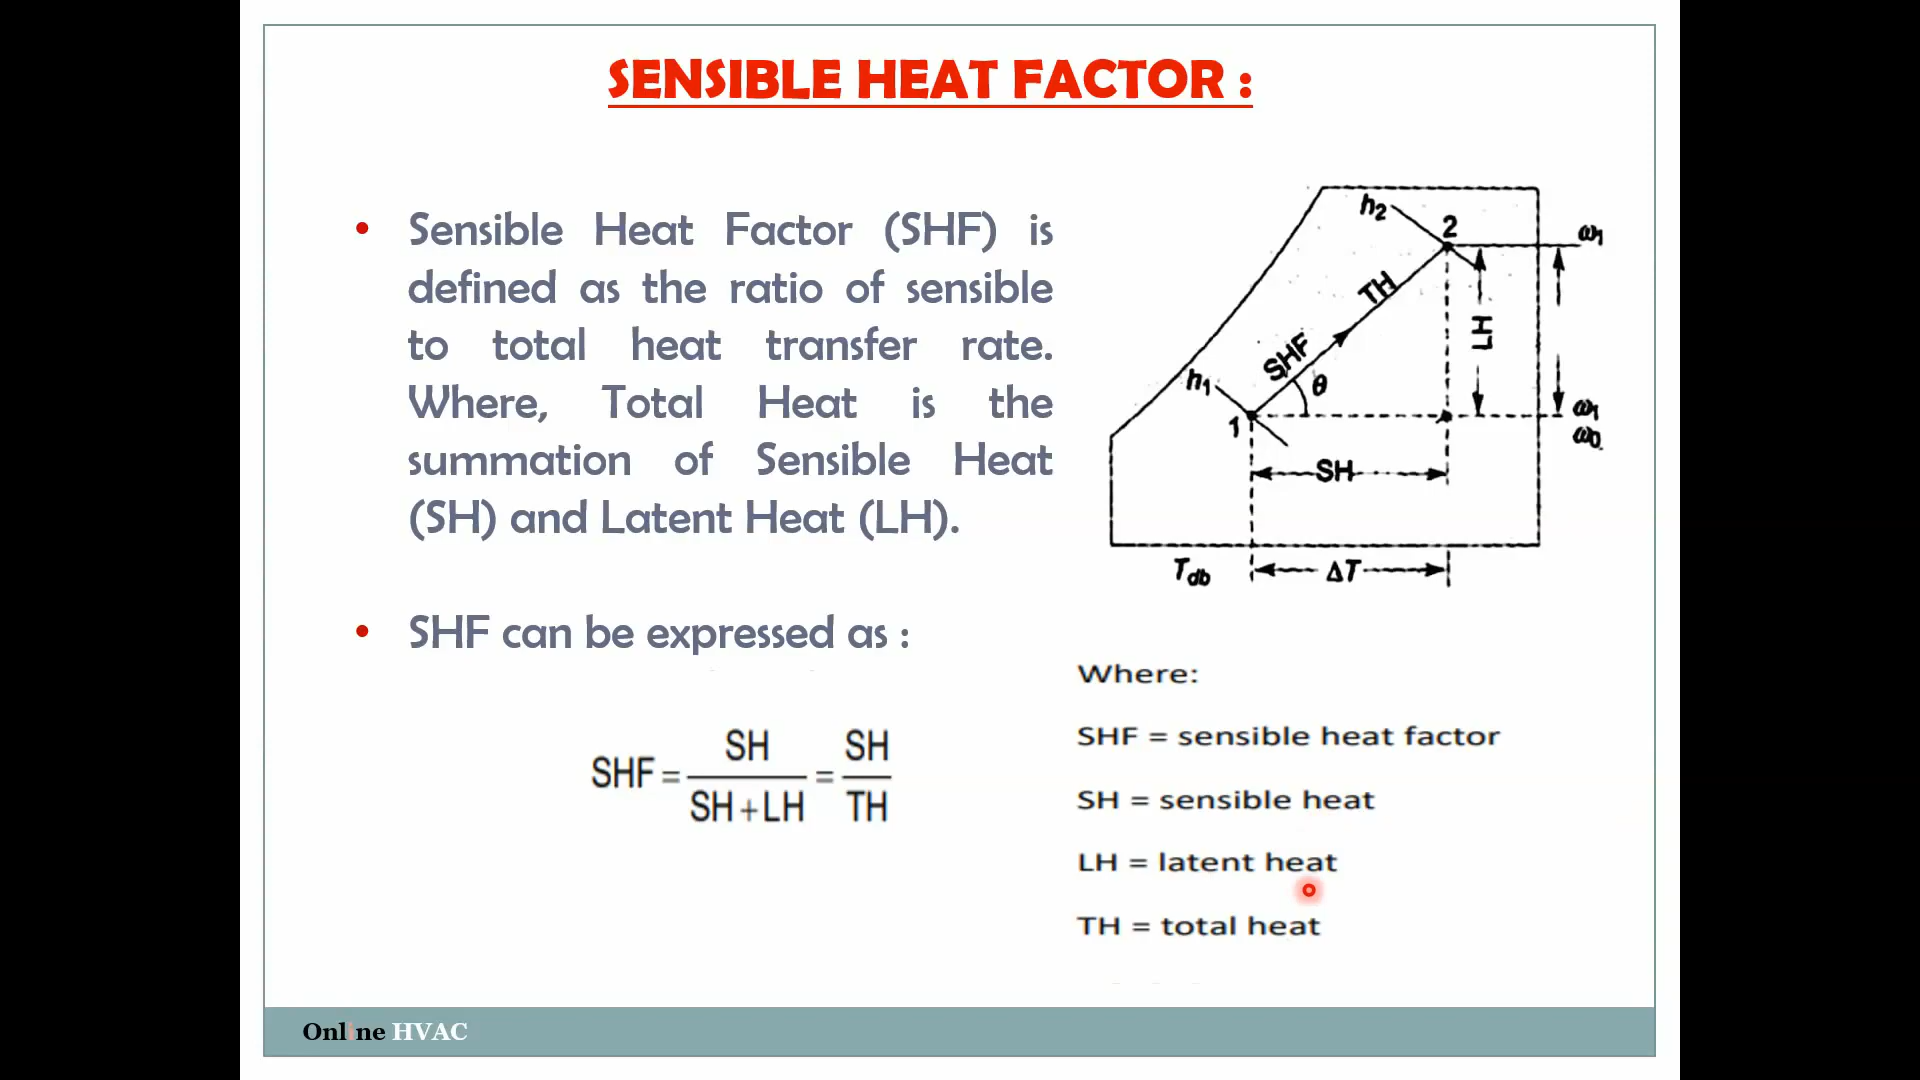 SENSIBLE HEAT FACTOR :
• Sensible Heat Factor (SHF) is
defined as the ratio of sensible
to total heat transfer rate.
Where, Total Heat is the
summation of Sensible Heat
(SH) and Latent Heat (LH).
• SHF can be expressed as :
SHF = SH / (SH + LH) = SH / TH
h₂
2
ω₁
TH
LH
SHF
h₁
θ
1
ω₁
ω₀
SH
T_db
ΔT
Where:
SHF = sensible heat factor
SH = sensible heat
LH = latent heat
TH = total heat
Online HVAC